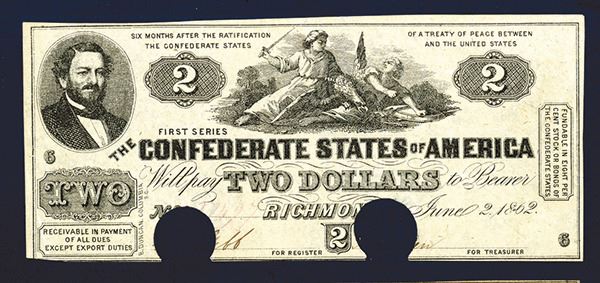 SIX MONTHS AFTER THE RATIFICATION OF A TREATY OF PEACE BETWEEN
THE CONFEDERATE STATES AND THE UNITED STATES
2 2
FIRST SERIES
THE CONFEDERATE STATES OF AMERICA
6
TWO
Will pay TWO DOLLARS to Bearer
RICHMON June 2, 1862.
RECEIVABLE IN PAYMENT
OF ALL DUES
EXCEPT EXPORT DUTIES
B. DUNCAN, COLUMBIA S.C.
2
FOR REGISTER
FOR TREASURER
FUNDABLE IN EIGHT PER
CENT STOCK OR BONDS OF
THE CONFEDERATE STATES
6